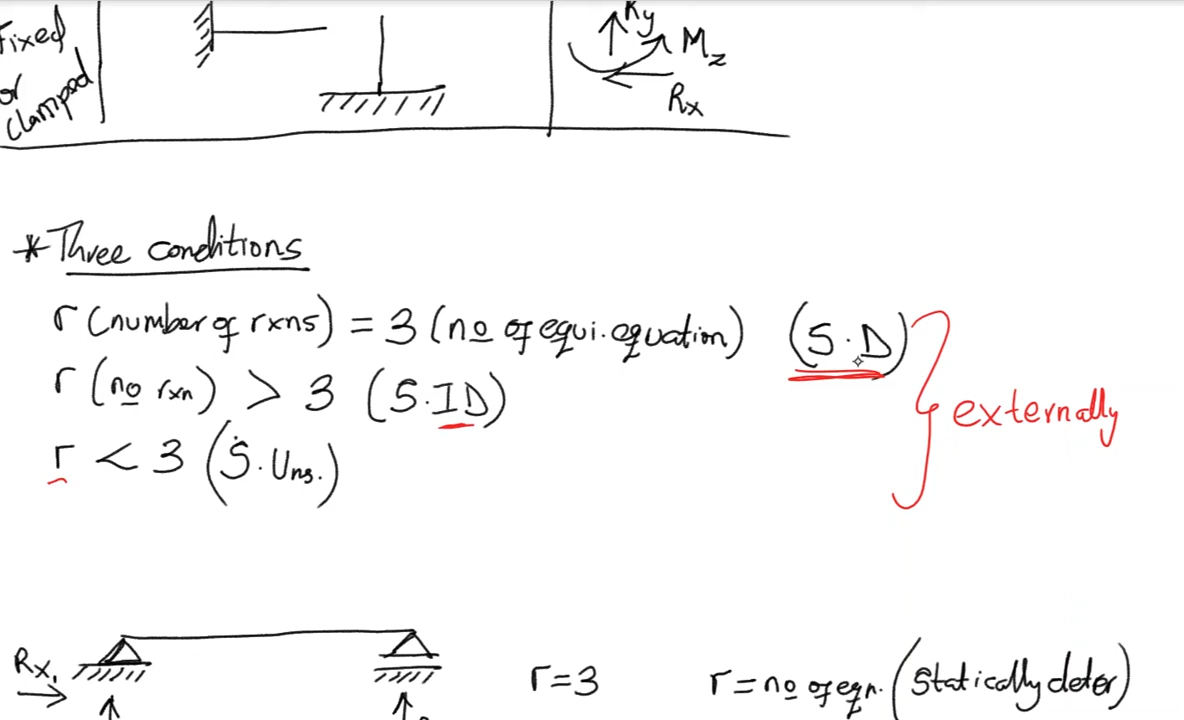 Fixed
or
Clamped
Ry
Mz
Rx
*Three conditions
r (number of rxns) = 3 (no of equi. equation) (S.D)
r (no rxn) > 3 (S.ID)
externally
r < 3 (S.Uns.)
Rx,
r=3
r = no of eqn. (Statically deter)